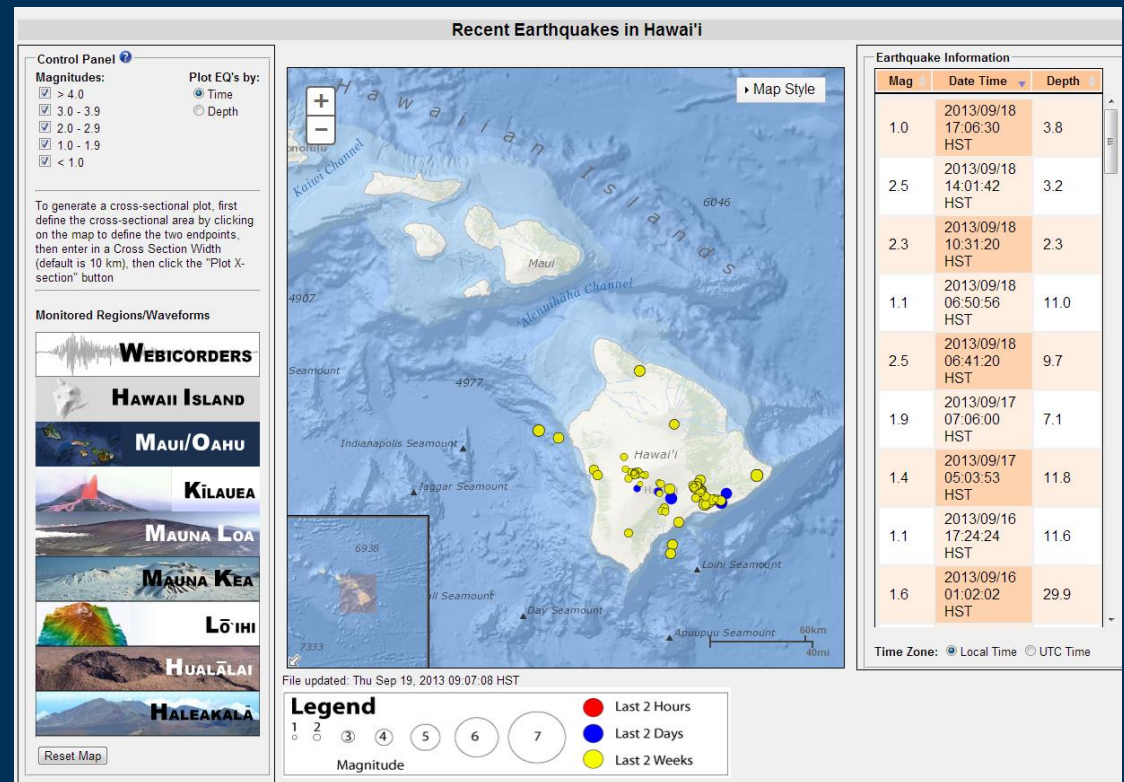 Recent Earthquakes in Hawai'i
Control Panel
Magnitudes:
> 4.0
3.0 - 3.9
2.0 - 2.9
1.0 - 1.9
< 1.0
Plot EQ's by:
Time
Depth
To generate a cross-sectional plot, first
define the cross-sectional area by clicking
on the map to define the two endpoints,
then enter in a Cross Section Width
(default is 10 km), then click the "Plot X-
section" button
Monitored Regions/Waveforms
WEBICORDERS
HAWAII ISLAND
MAUI/OAHU
KĪLAUEA
MAUNA LOA
MAUNA KEA
LŌ`IHI
HUALĀLAI
HALEAKALĀ
Reset Map
+
−
Map Style
Hawaiian Islands
Kaiwi Channel
6046
Maui
4907
'Alenuihāhā Channel
Seamount
4977
Indianapolis Seamount
Hawai'i
Jaggar Seamount
6938
Loihi Seamount
Seamount
Day Seamount
Apuupuu Seamount
7333
60km
40mi
File updated: Thu Sep 19, 2013 09:07:08 HST
Legend
1 2 3 4 5 6 7
Magnitude
Last 2 Hours
Last 2 Days
Last 2 Weeks
Earthquake Information
Mag Date Time Depth
1.0 2013/09/18 17:06:30 HST 3.8
2.5 2013/09/18 14:01:42 HST 3.2
2.3 2013/09/18 10:31:20 HST 2.3
1.1 2013/09/18 06:50:56 HST 11.0
2.5 2013/09/18 06:41:20 HST 9.7
1.9 2013/09/17 07:06:00 HST 7.1
1.4 2013/09/17 05:03:53 HST 11.8
1.1 2013/09/16 17:24:24 HST 11.6
1.6 2013/09/16 01:02:02 HST 29.9
Time Zone: Local Time UTC Time